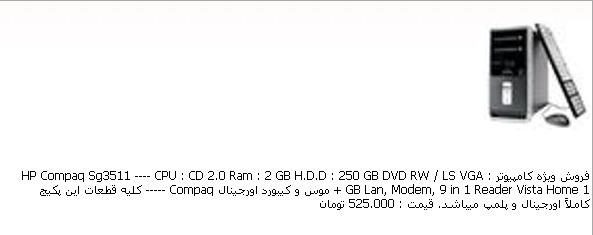 فروش ویژه کامپیوتر : HP Compaq Sg3511 ---- CPU : CD 2.0 Ram : 2 GB H.D.D : 250 GB DVD RW / LS VGA
: 1 GB Lan, Modem, 9 in 1 Reader Vista Home + موس و کیبورد اورجینال Compaq ----- کلیه قطعات این پکیج
کاملاً اورجینال و پلمپ میباشد. قیمت : 525.000 تومان